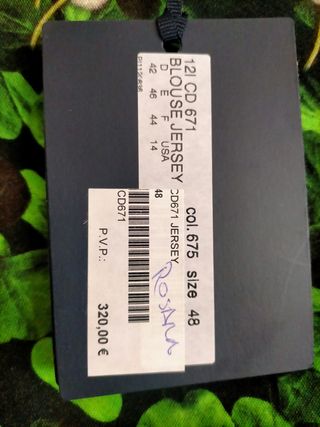 12I CD 671
BLOUSE JERSEY
D E F USA
42 46 44 14
col. 675 size 48
CD671 JERSEY
48
CD671
P.V.P.:
320,00 €